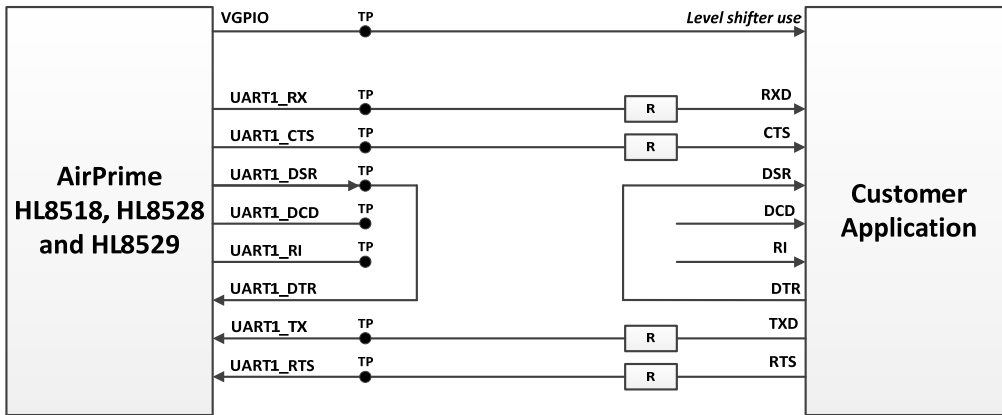 VGPIO TP Level shifter use
UART1_RX TP R RXD
UART1_CTS TP R CTS
UART1_DSR TP DSR
AirPrime
HL8518, HL8528
and HL8529
UART1_DCD TP DCD
Customer
Application
UART1_RI TP RI
UART1_DTR DTR
UART1_TX TP R TXD
UART1_RTS TP R RTS